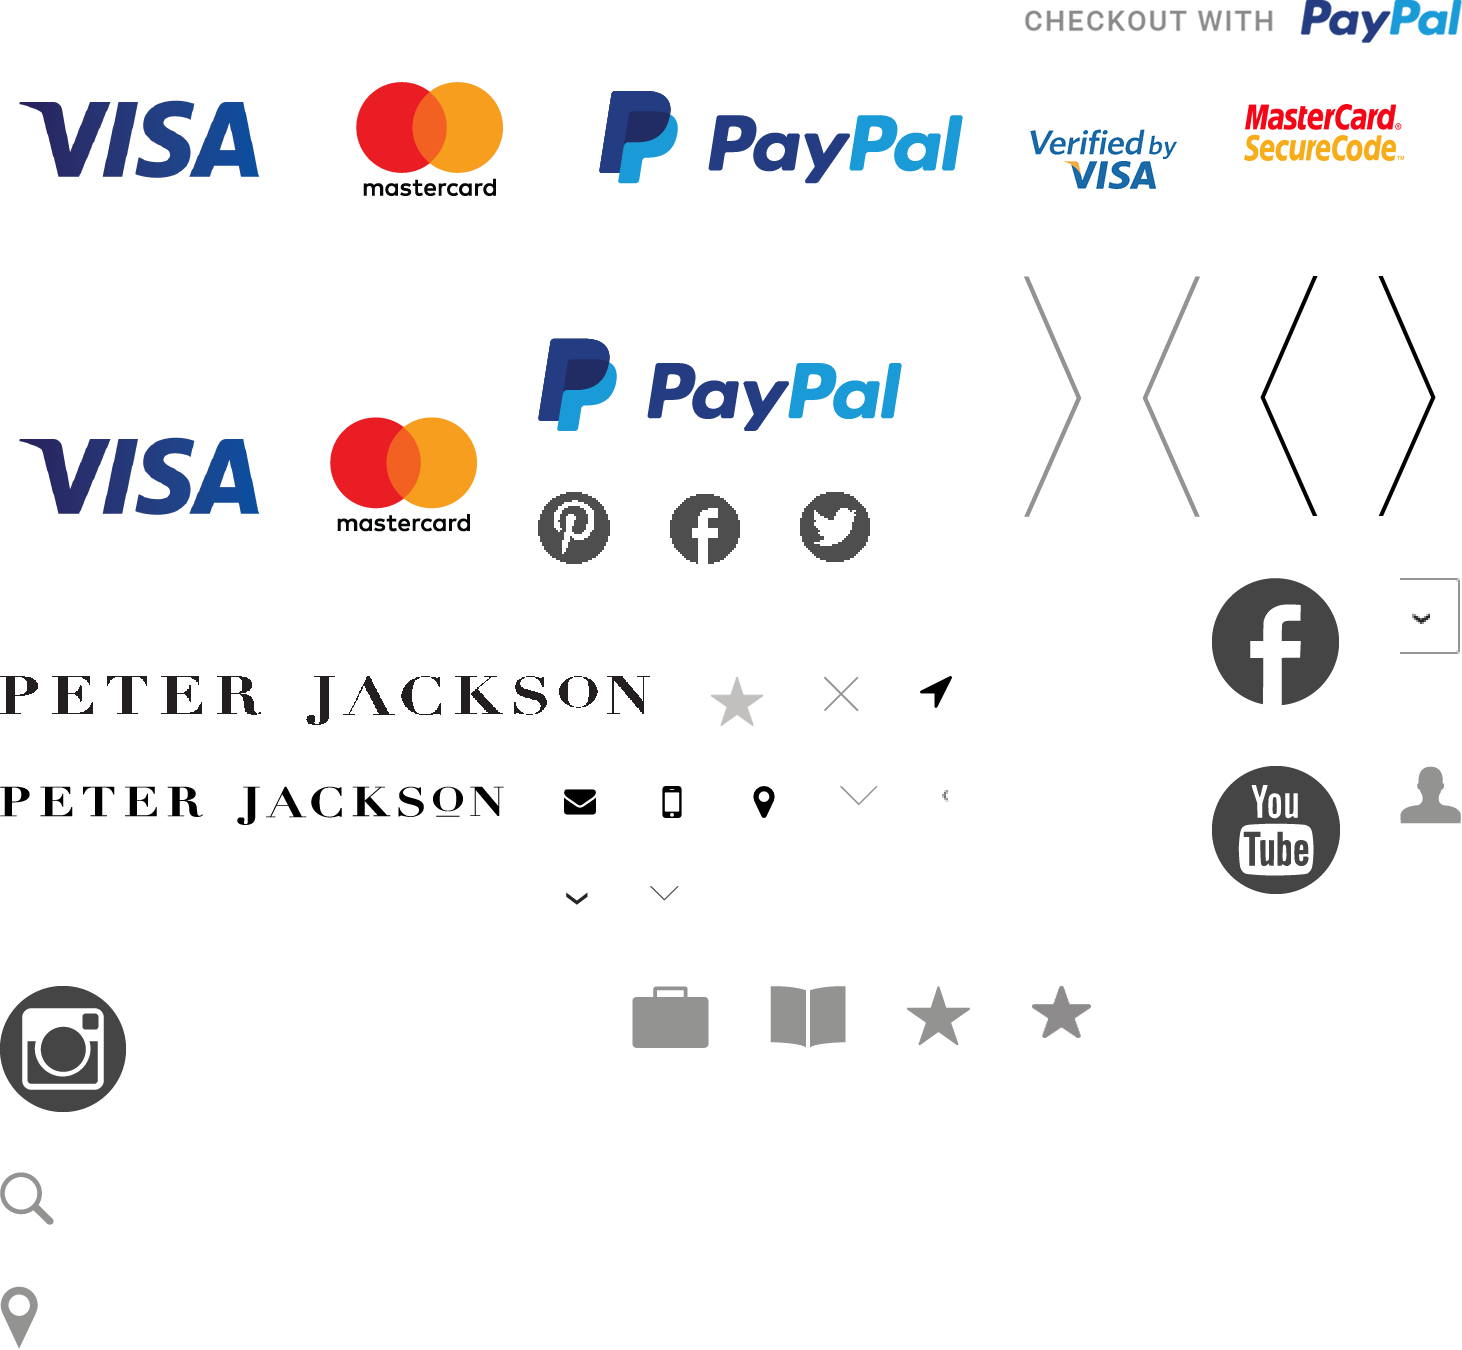 CHECKOUT WITH PayPal
VISA
mastercard
PayPal
Verified by
VISA
MasterCard®
SecureCode™
PayPal
VISA
mastercard
PETER JACKSON
PETER JACKSON
You
Tube